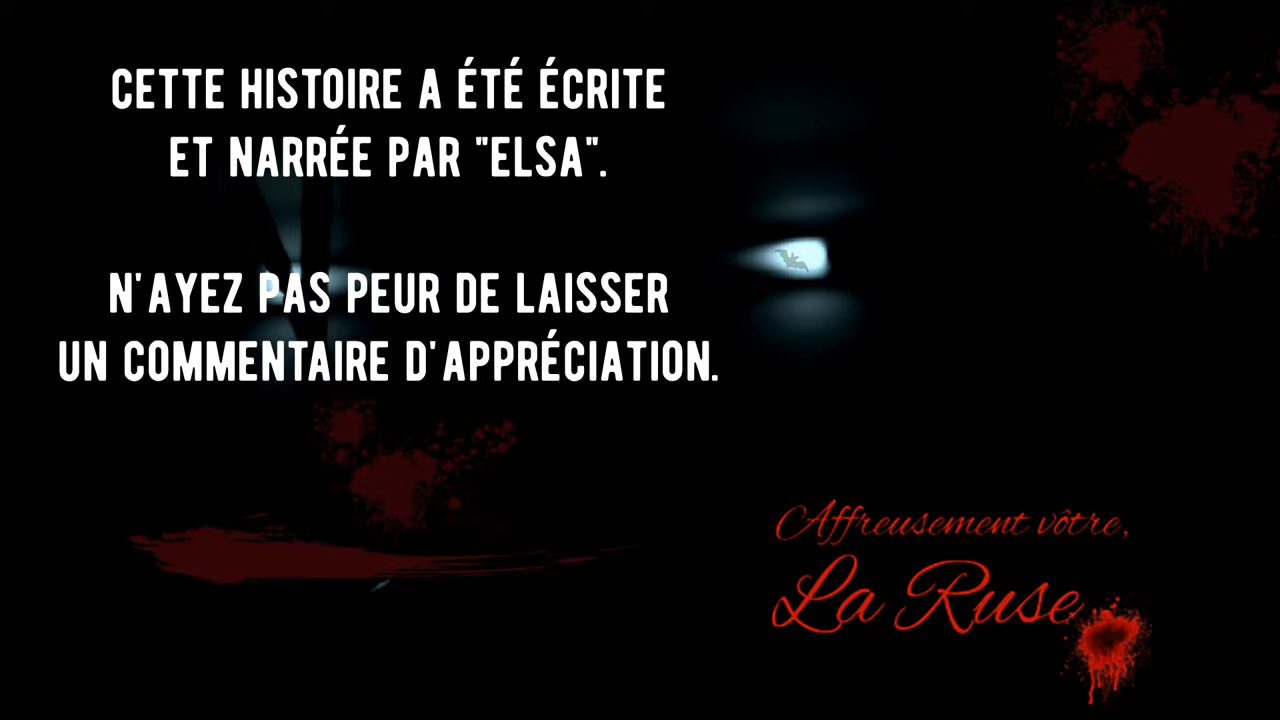 CETTE HISTOIRE A ÉTÉ ÉCRITE
ET NARRÉE PAR "ELSA".
N'AYEZ PAS PEUR DE LAISSER
UN COMMENTAIRE D'APPRÉCIATION.
Affreusement vôtre,
La Ruse